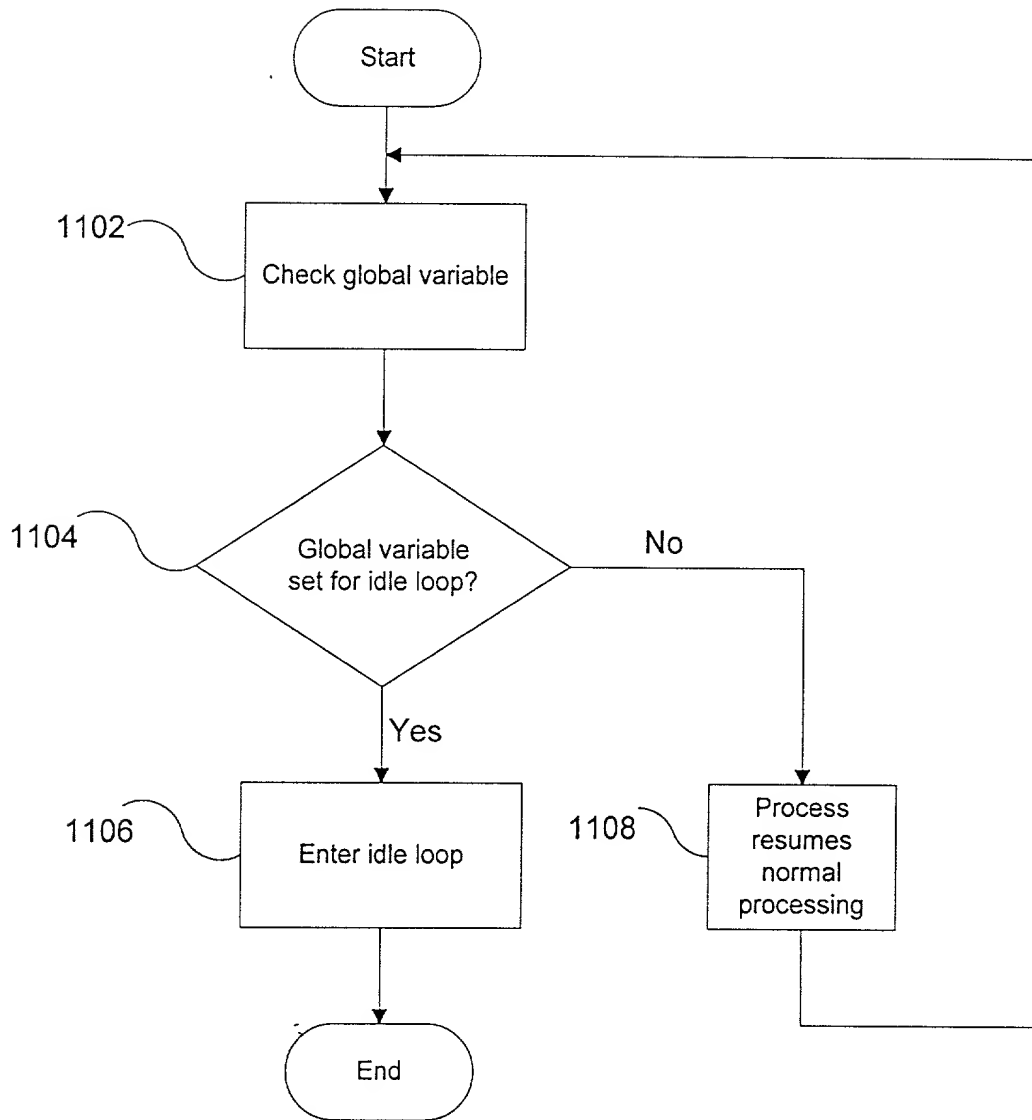 Start
1102
Check global variable
1104
Global variable
set for idle loop?
No
Yes
1106
Enter idle loop
1108
Process
resumes
normal
processing
End